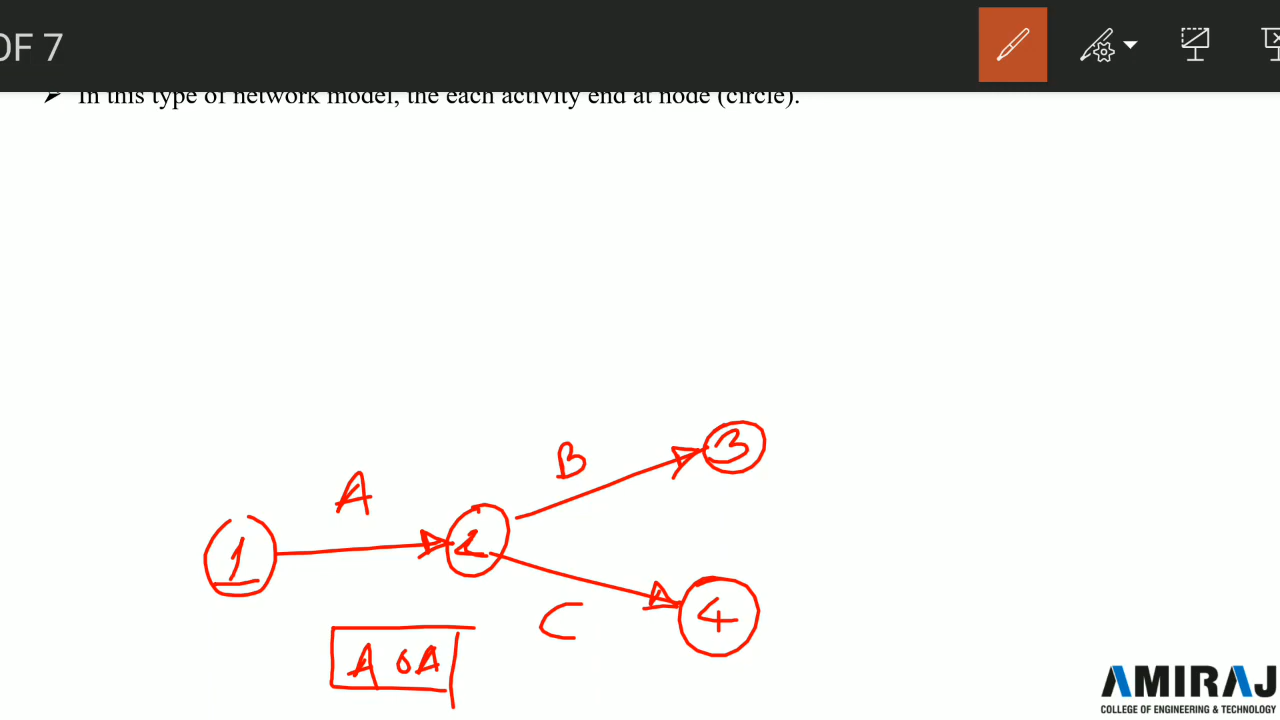 OF 7
➤ In this type of network model, the each activity end at node (circle).
B
3
A
1
2
C
4
A O A
AMIRAJ
COLLEGE OF ENGINEERING & TECHNOLOGY